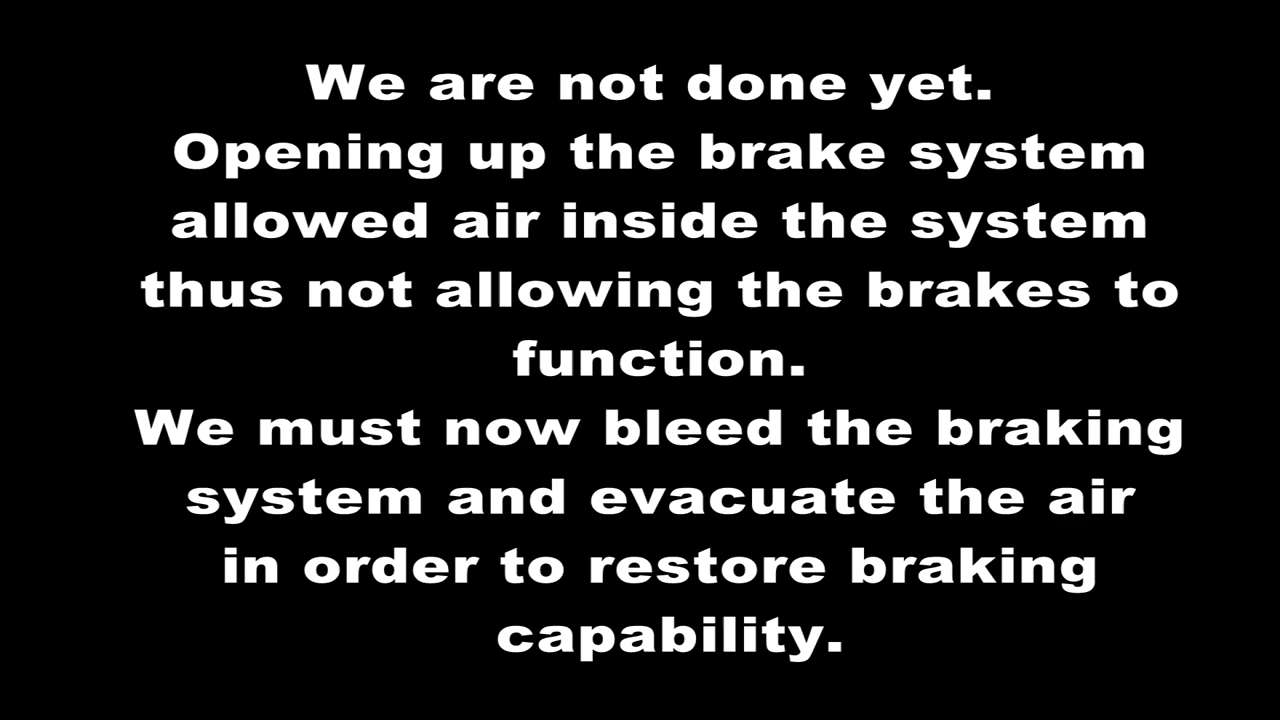 We are not done yet.
Opening up the brake system
allowed air inside the system
thus not allowing the brakes to
function.
We must now bleed the braking
system and evacuate the air
in order to restore braking
capability.